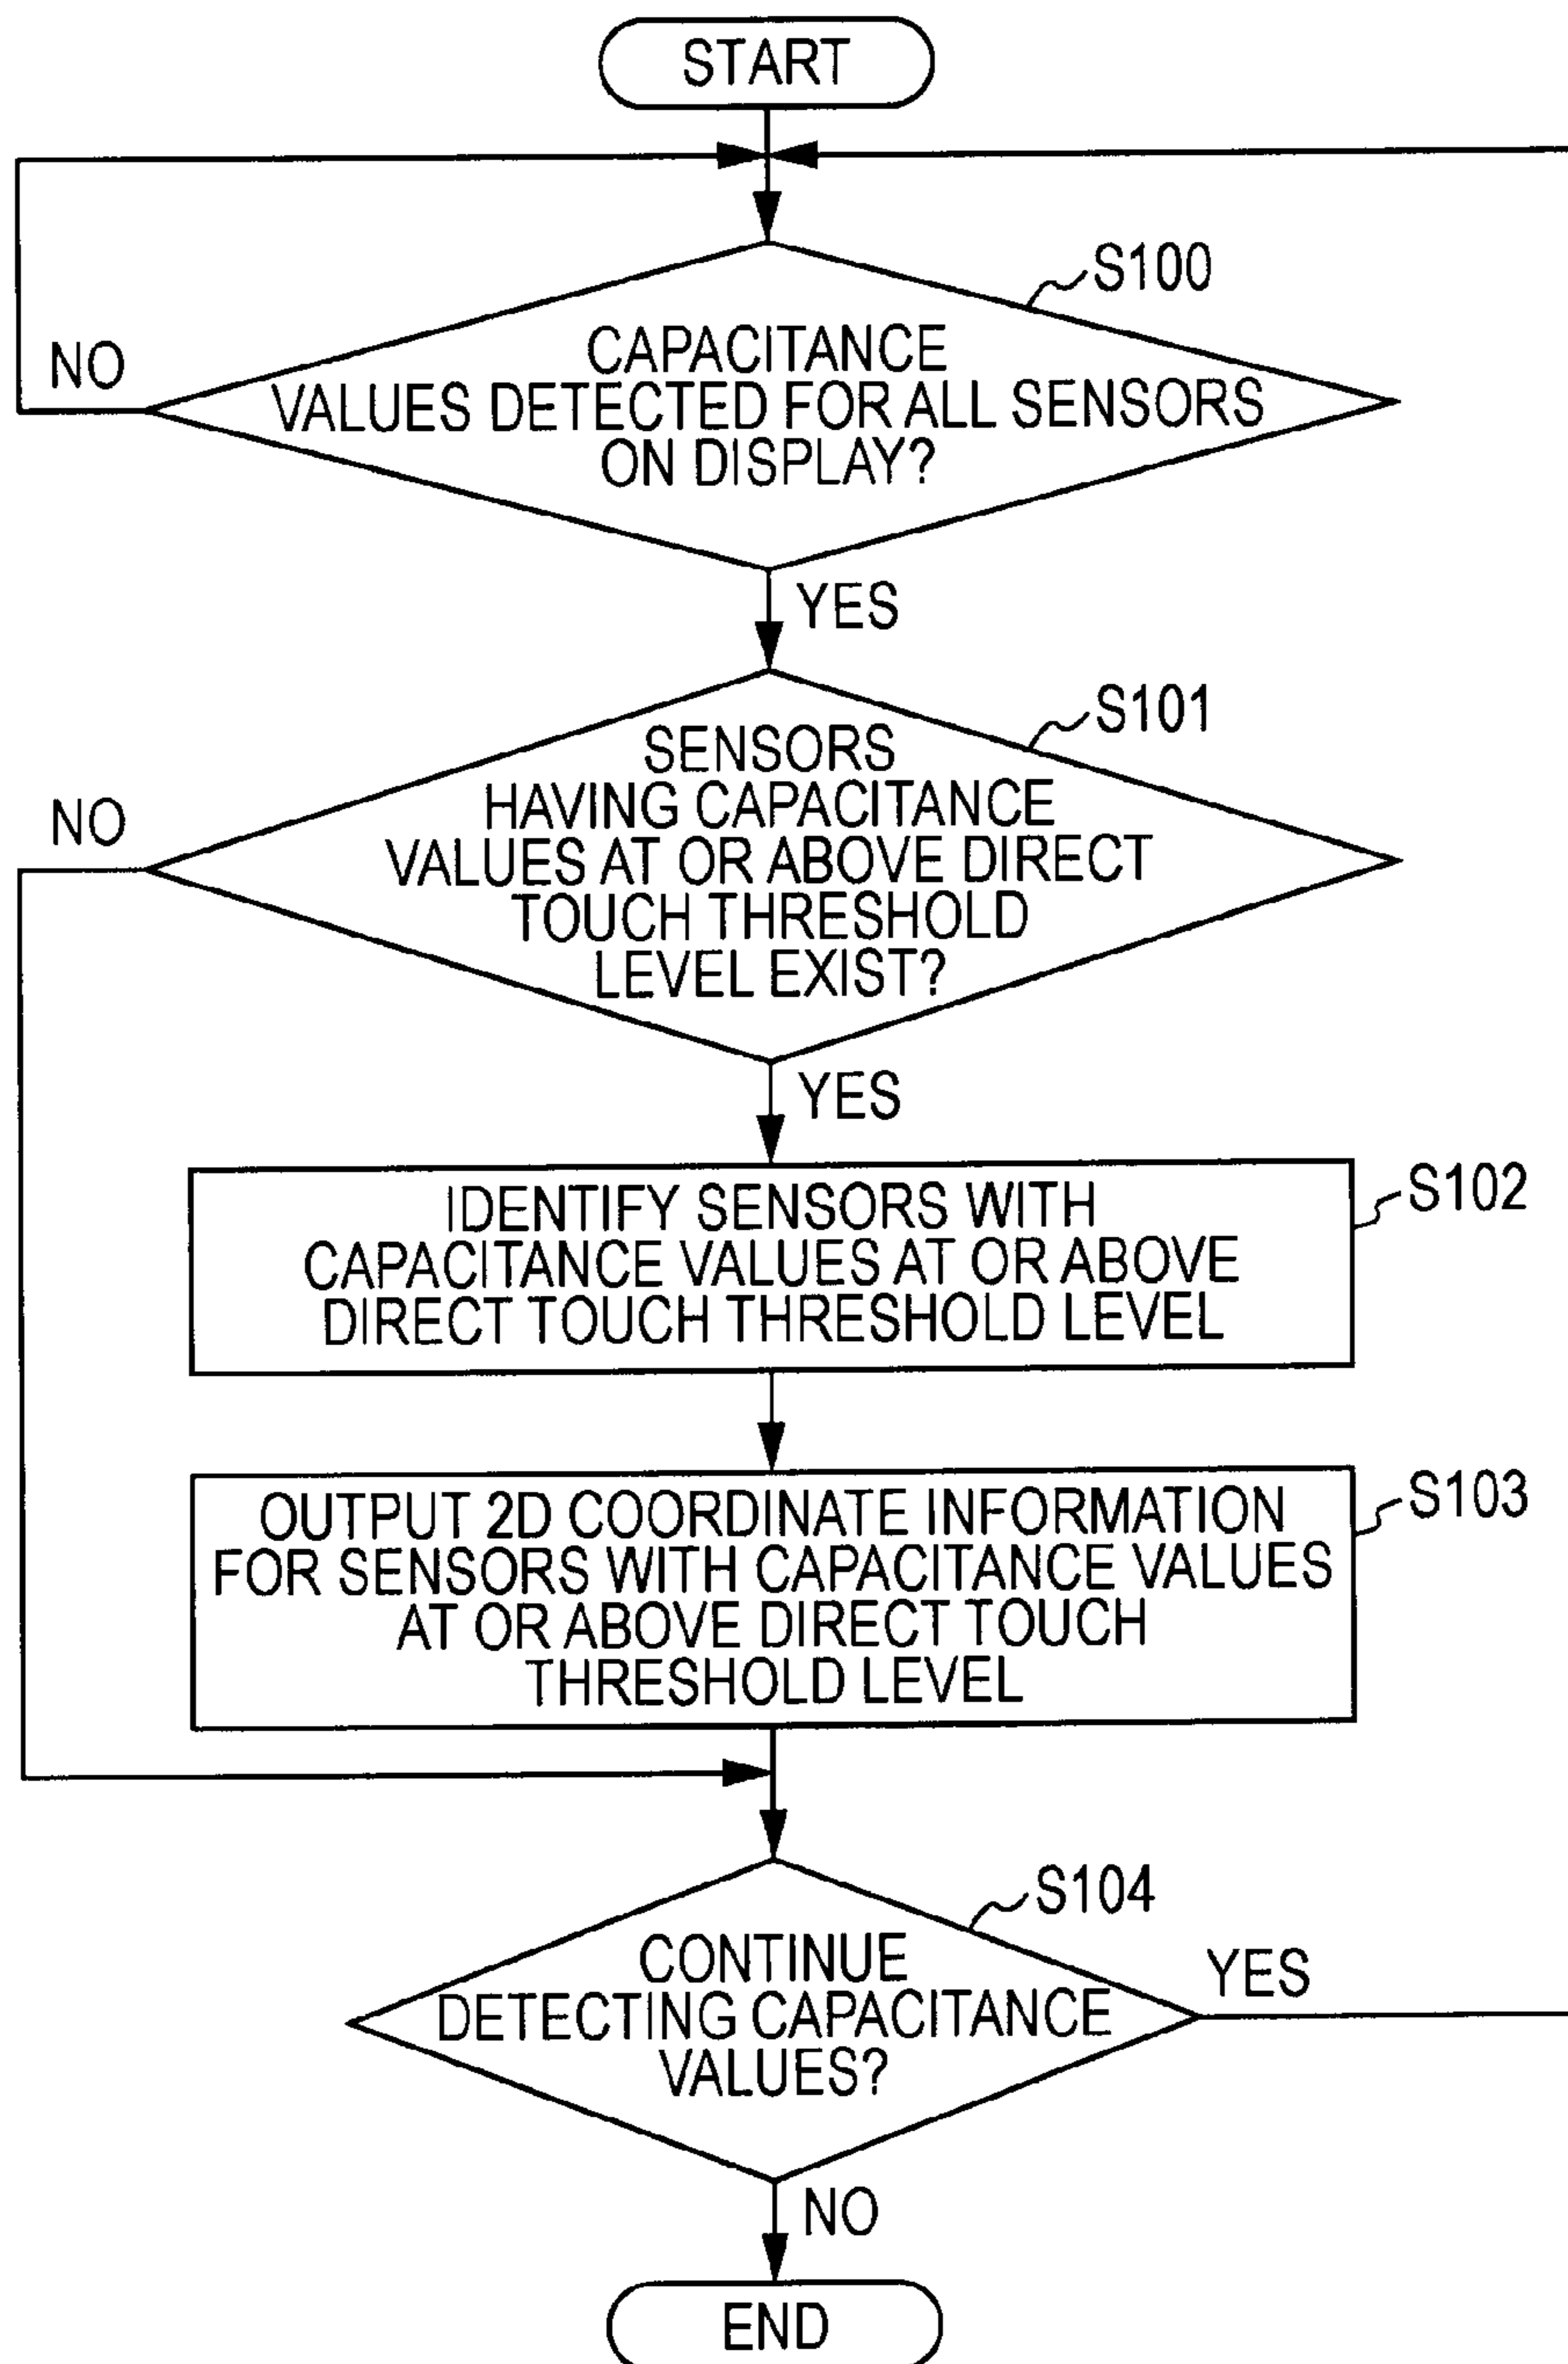 START
S100
NO
CAPACITANCE
VALUES DETECTED FOR ALL SENSORS
ON DISPLAY?
YES
S101
NO
SENSORS
HAVING CAPACITANCE
VALUES AT OR ABOVE DIRECT
TOUCH THRESHOLD
LEVEL EXIST?
YES
S102
IDENTIFY SENSORS WITH
CAPACITANCE VALUES AT OR ABOVE
DIRECT TOUCH THRESHOLD LEVEL
S103
OUTPUT 2D COORDINATE INFORMATION
FOR SENSORS WITH CAPACITANCE VALUES
AT OR ABOVE DIRECT TOUCH
THRESHOLD LEVEL
S104
CONTINUE
DETECTING CAPACITANCE
VALUES?
YES
NO
END